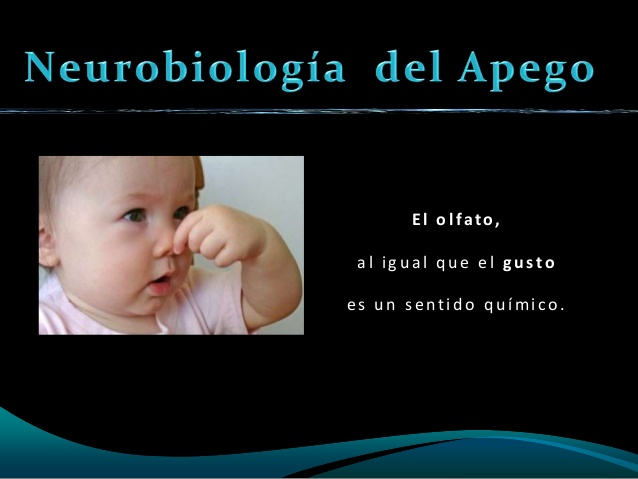 Neurobiología del Apego
El olfato,
al igual que el gusto
es un sentido químico.